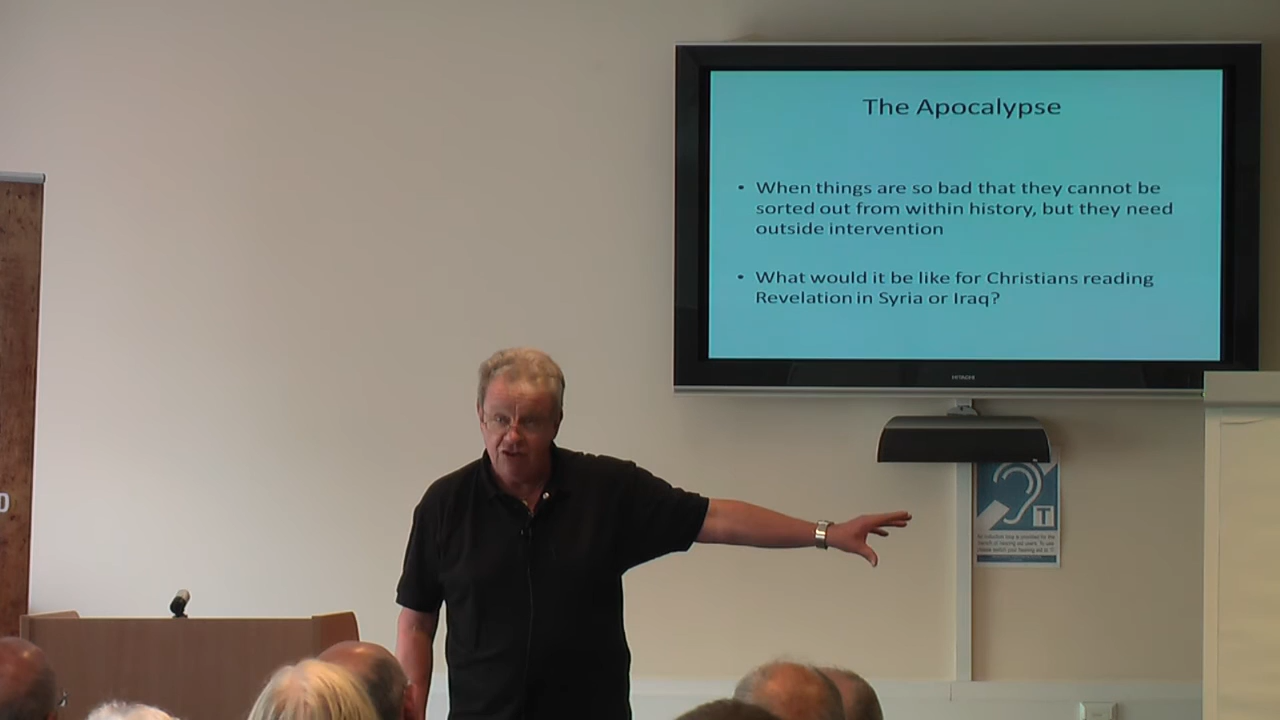 The Apocalypse
• When things are so bad that they cannot be
sorted out from within history, but they need
outside intervention
• What would it be like for Christians reading
Revelation in Syria or Iraq?
HITACHI
T
D